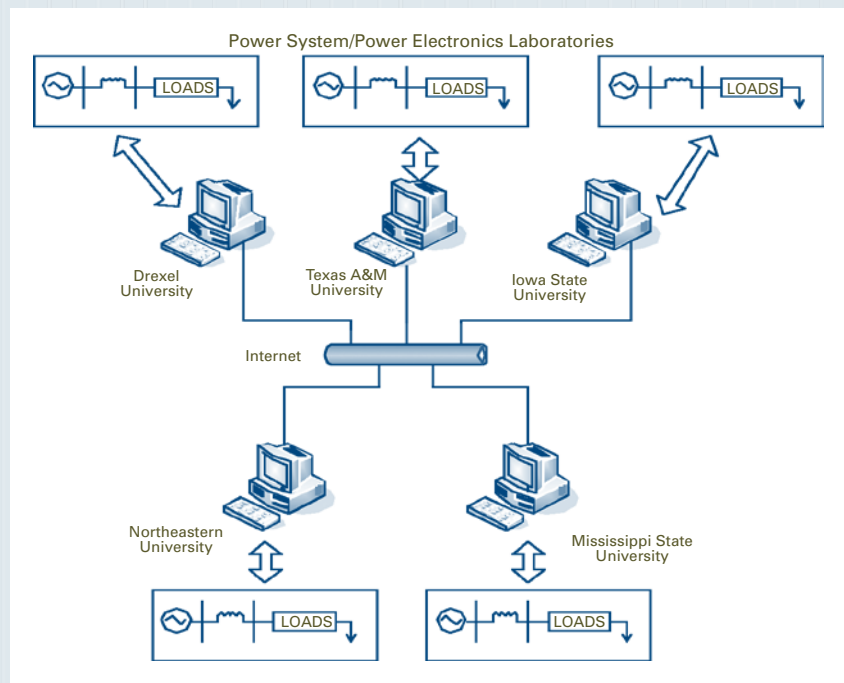 Power System/Power Electronics Laboratories
LOADS
LOADS
LOADS
Drexel
University
Texas A&M
University
Iowa State
University
Internet
Northeastern
University
Mississippi State
University
LOADS
LOADS